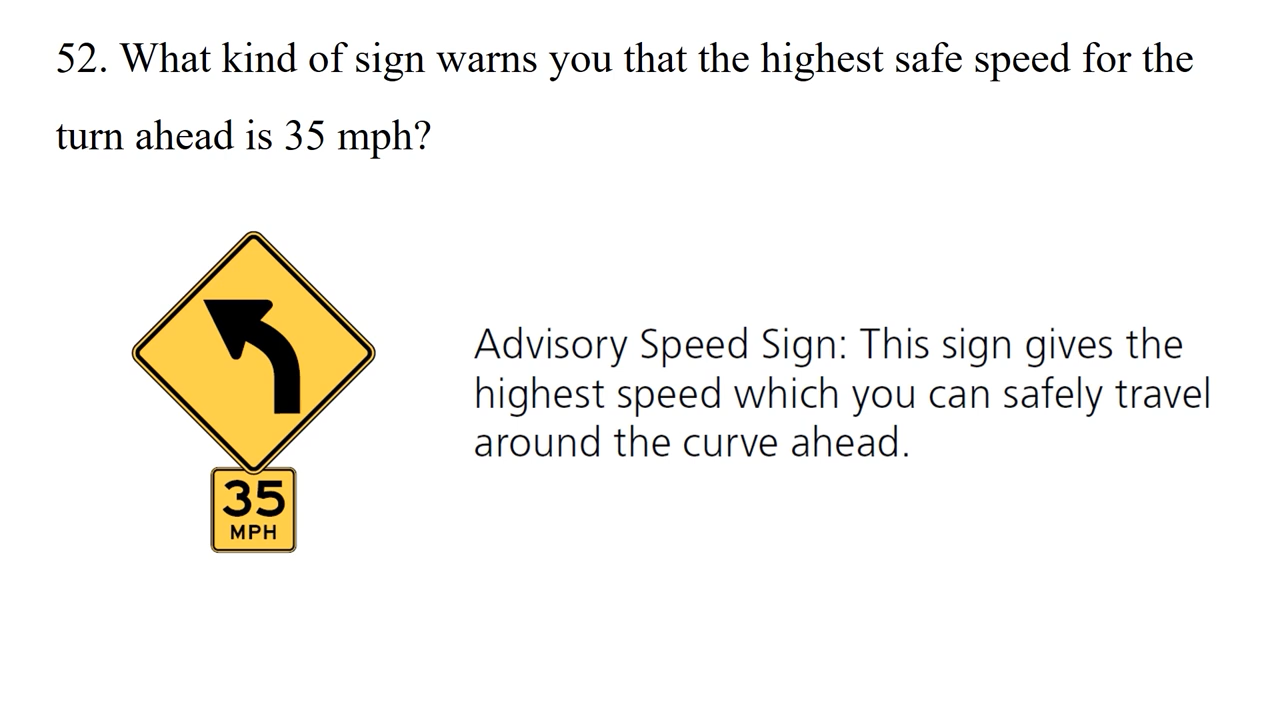 52. What kind of sign warns you that the highest safe speed for the
turn ahead is 35 mph?
Advisory Speed Sign: This sign gives the
highest speed which you can safely travel
around the curve ahead.
35
MPH